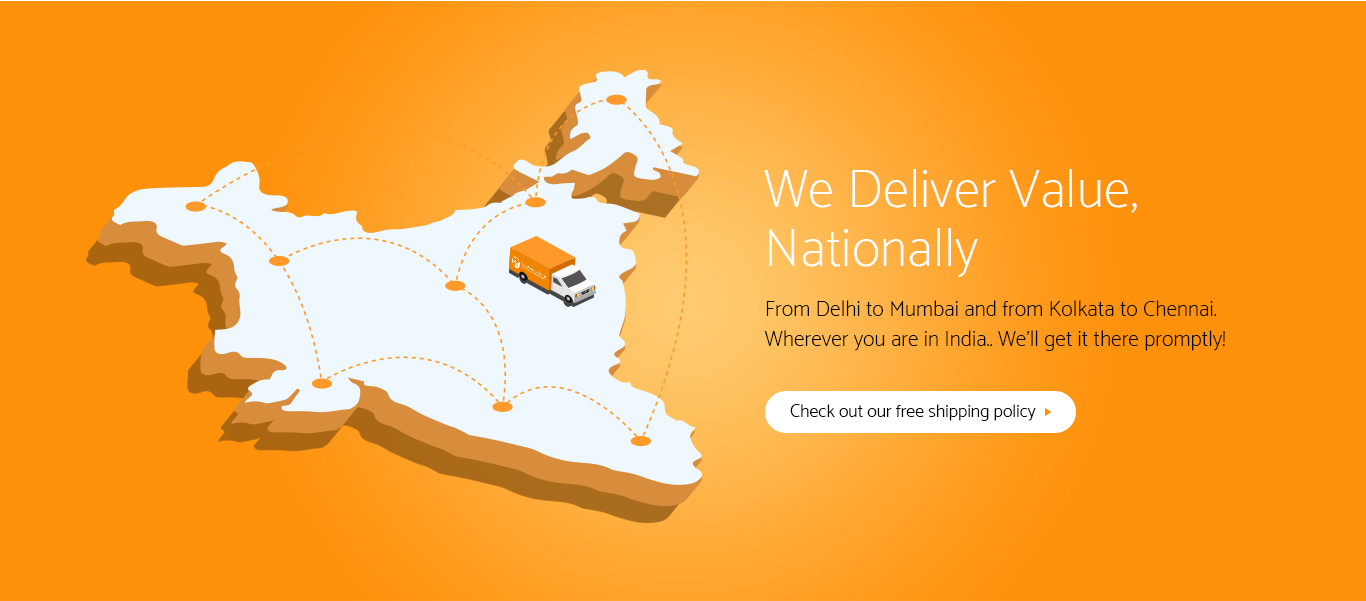 We Deliver Value,
Nationally
From Delhi to Mumbai and from Kolkata to Chennai.
Wherever you are in India.. We'll get it there promptly!
Check out our free shipping policy